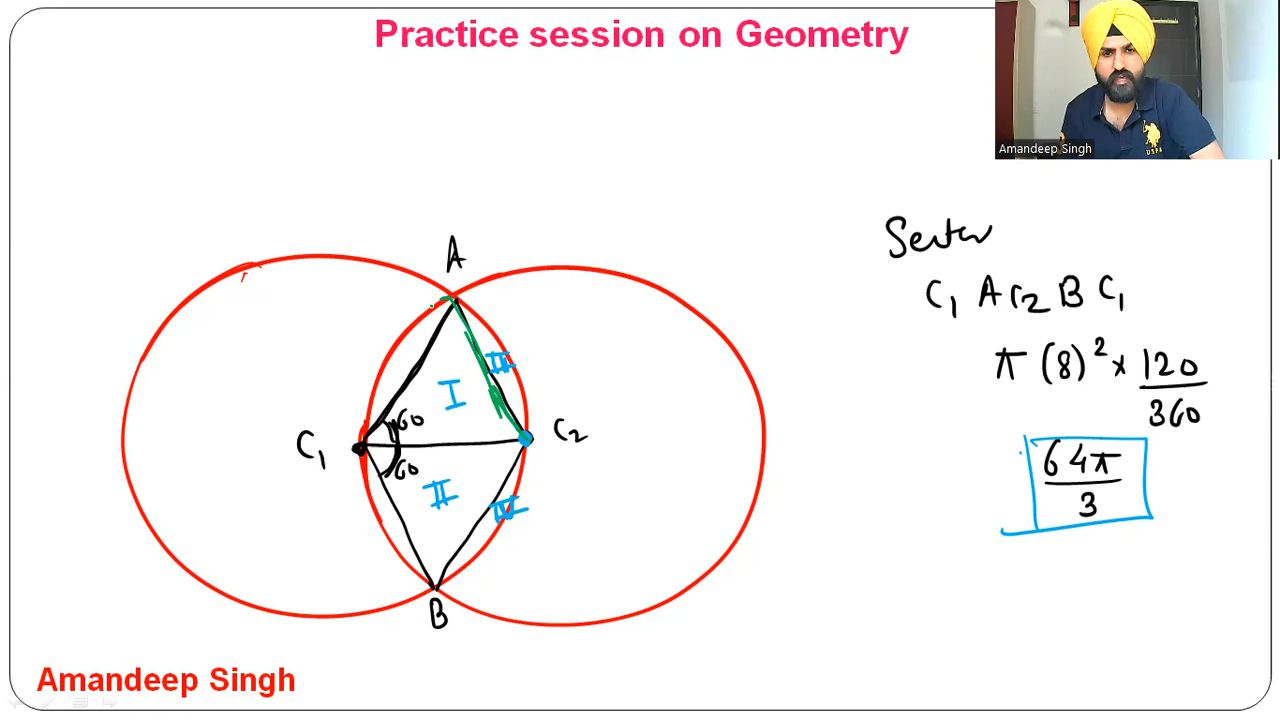 Practice session on Geometry
USPA
Amandeep Singh
Sector
C1 A C2 B C1
π (8)² × 120
360
64π
3
A
III
I
60
C1
C2
60
II
IV
B
Amandeep Singh